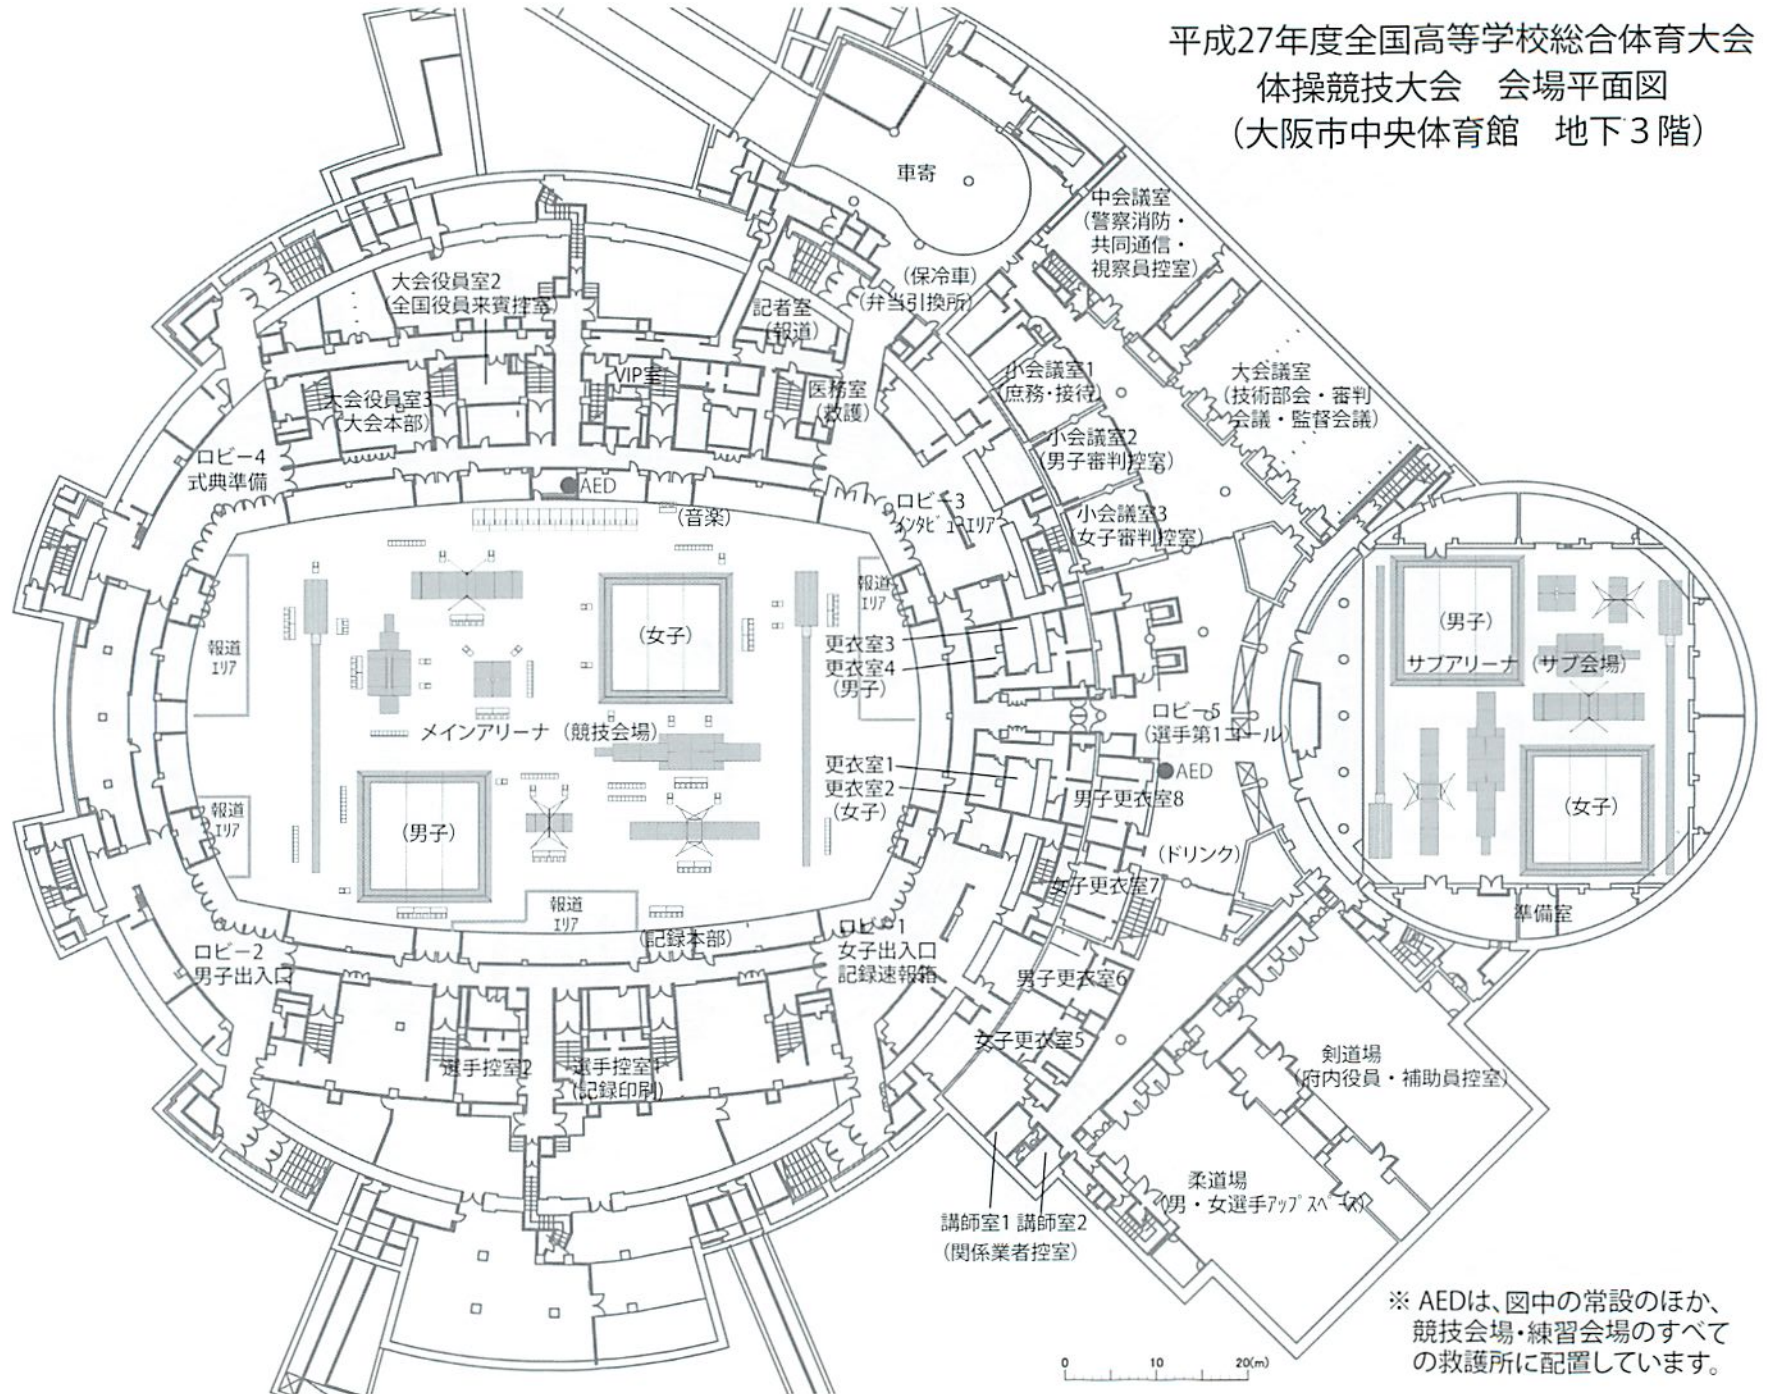 平成27年度全国高等学校総合体育大会
体操競技大会　会場平面図
（大阪市中央体育館　地下３階）
車寄
中会議室
（警察消防・
共同通信・
視察員控室）
（保冷車）
（弁当引換所）
大会役員室2
（全国役員来賓控室）
記者室
（報道）
VIP室
医務室
（救護）
大会役員室3
（大会本部）
小会議室1
（庶務・接待）
大会議室
（技術部会・審判
会議・監督会議）
小会議室2
（男子審判控室）
小会議室3
（女子審判控室）
ロビー4
式典準備
AED
（音楽）
ロビー3
インタビューエリア
報道
エリア
報道
エリア
（女子）
更衣室3
更衣室4
（男子）
メインアリーナ（競技会場）
ロビー5
（選手第1コール）
AED
（男子）
サブアリーナ（サブ会場）
（女子）
準備室
更衣室1
更衣室2
（女子）
男子更衣室8
（ドリンク）
女子更衣室7
報道
エリア
（男子）
報道
エリア
（記録本部）
ロビー1
女子出入口
記録速報箱
ロビー2
男子出入口
男子更衣室6
女子更衣室5
選手控室2
選手控室1
（記録印刷）
剣道場
（府内役員・補助員控室）
柔道場
（男・女選手アップスペース）
講師室1 講師室2
（関係業者控室）
※ AEDは、図中の常設のほか、
競技会場・練習会場のすべて
の救護所に配置しています。
0 10 20(m)